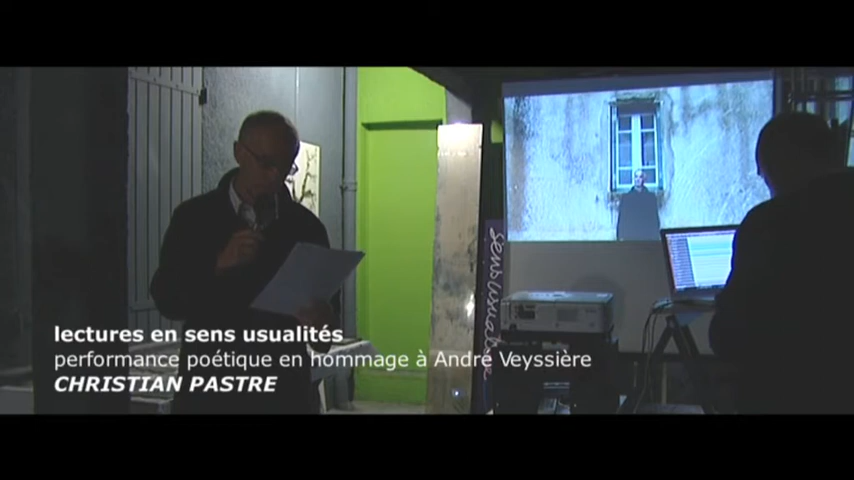 lectures en sens usualités
performance poétique en hommage à André Veyssière
CHRISTIAN PASTRE